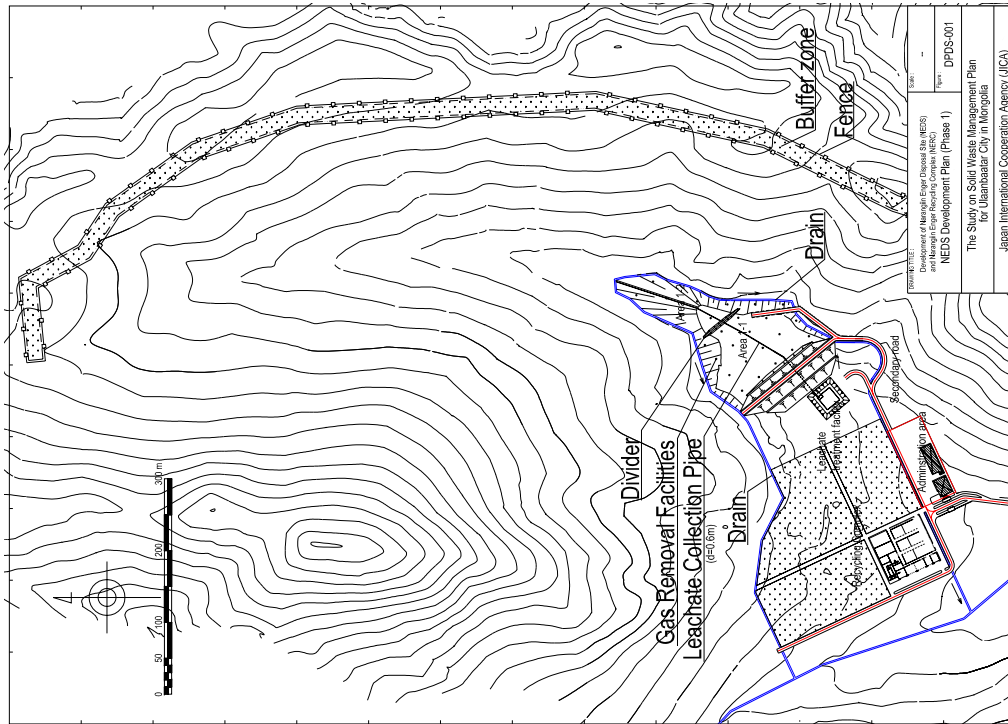 Buffer zone
Fence
Drain
Area 1
Area 1
Divider
Gas Removal Facilities
Leachate Collection Pipe
(d=0.6m)
Drain
Secondary road
Leachate
Treatment facility
Administration area
Recycling complex
0 50 100 200 300 m
DRAWING TITLE:
Development of Narangiin Enger Disposal Site (NEDS)
and Narangiin Enger Recycling Complex (NERC)
NEDS Development Plan (Phase 1)
Scale: --
Figure: DPDS-001
The Study on Solid Waste Management Plan
for Ulaanbaatar City in Mongolia
Japan International Cooperation Agency (JICA)